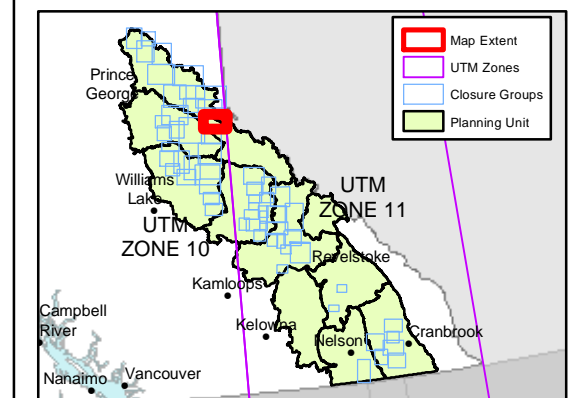 Map Extent
UTM Zones
Closure Groups
Planning Unit
Prince
George
Williams
Lake
UTM
ZONE 10
UTM
ZONE 11
Revelstoke
Kamloops
Campbell
River
Kelowna
Nelson
Cranbrook
Nanaimo
Vancouver